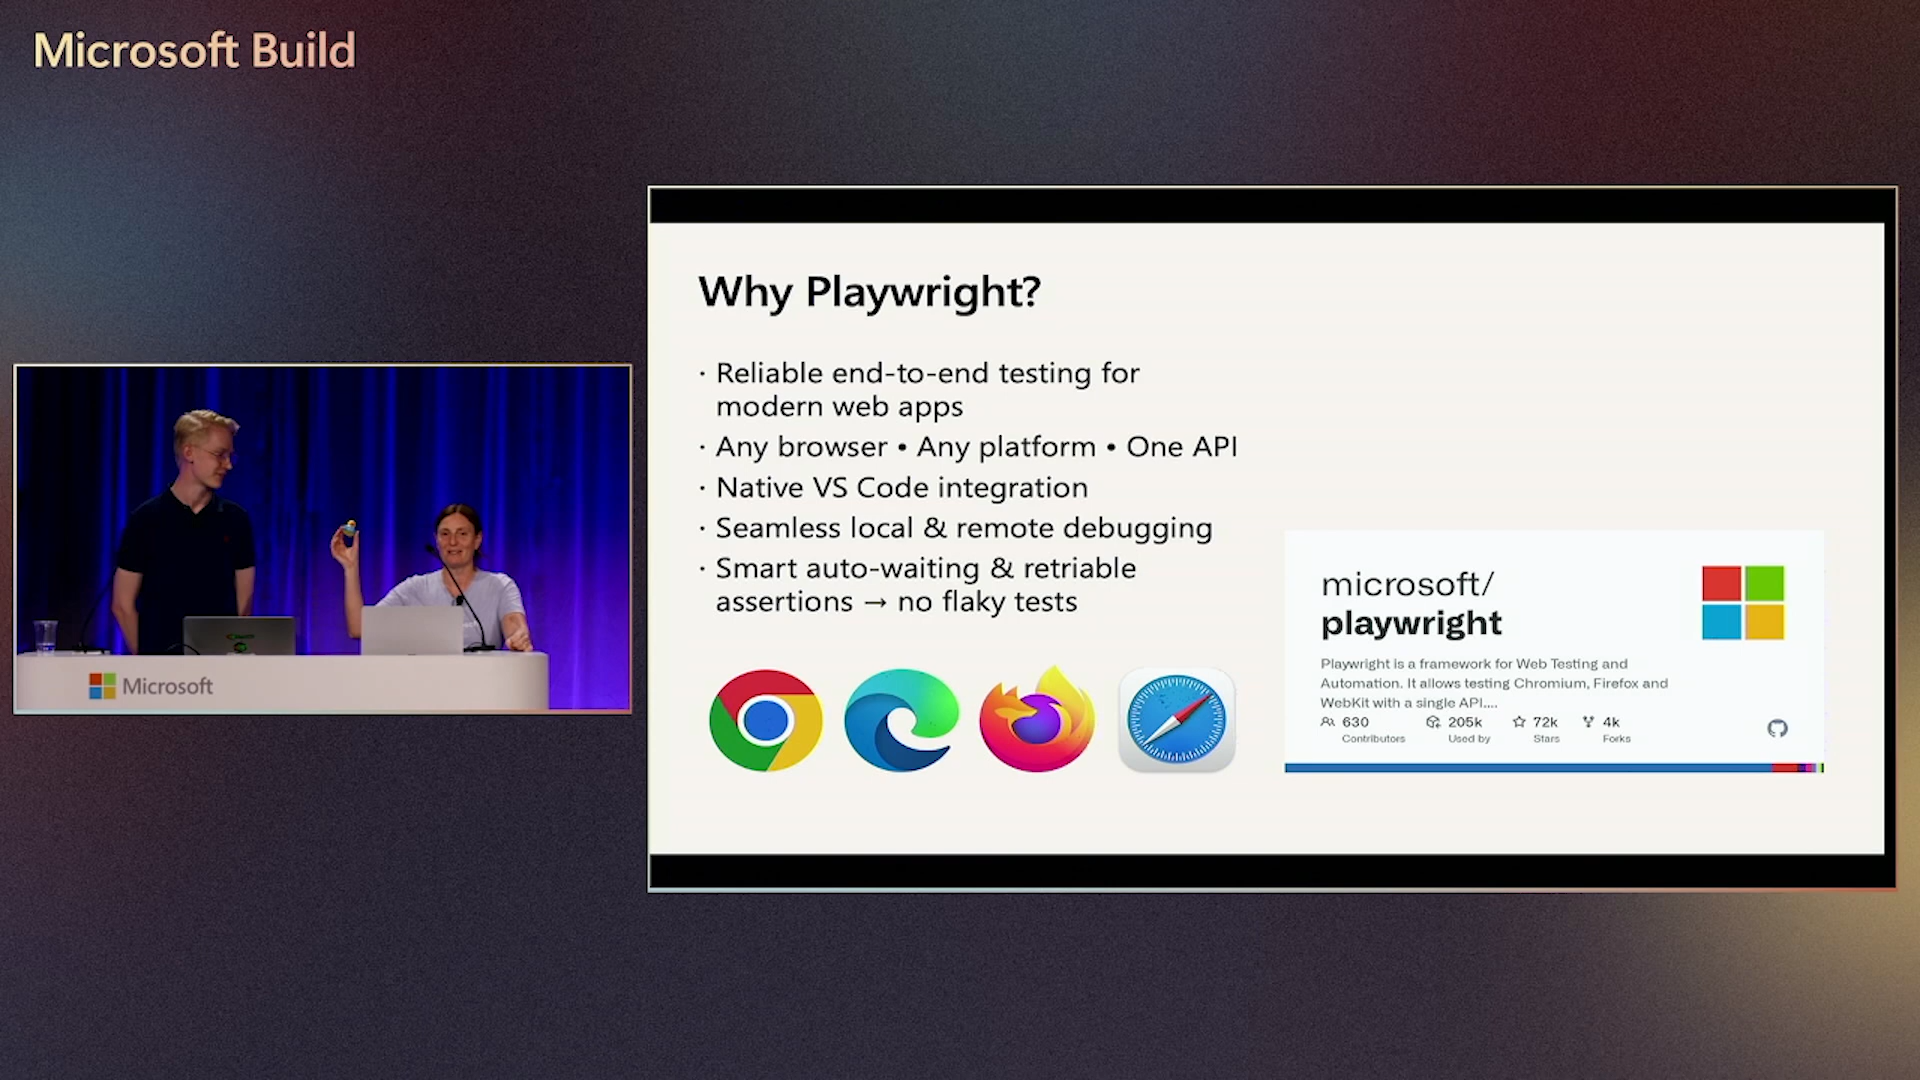 Microsoft Build
Microsoft
Why Playwright?
· Reliable end-to-end testing for
modern web apps
· Any browser • Any platform • One API
· Native VS Code integration
· Seamless local & remote debugging
· Smart auto-waiting & retriable
assertions → no flaky tests
microsoft/
playwright
Playwright is a framework for Web Testing and
Automation. It allows testing Chromium, Firefox and
WebKit with a single API....
630 205k 72k 4k
Contributors Used by Stars Forks